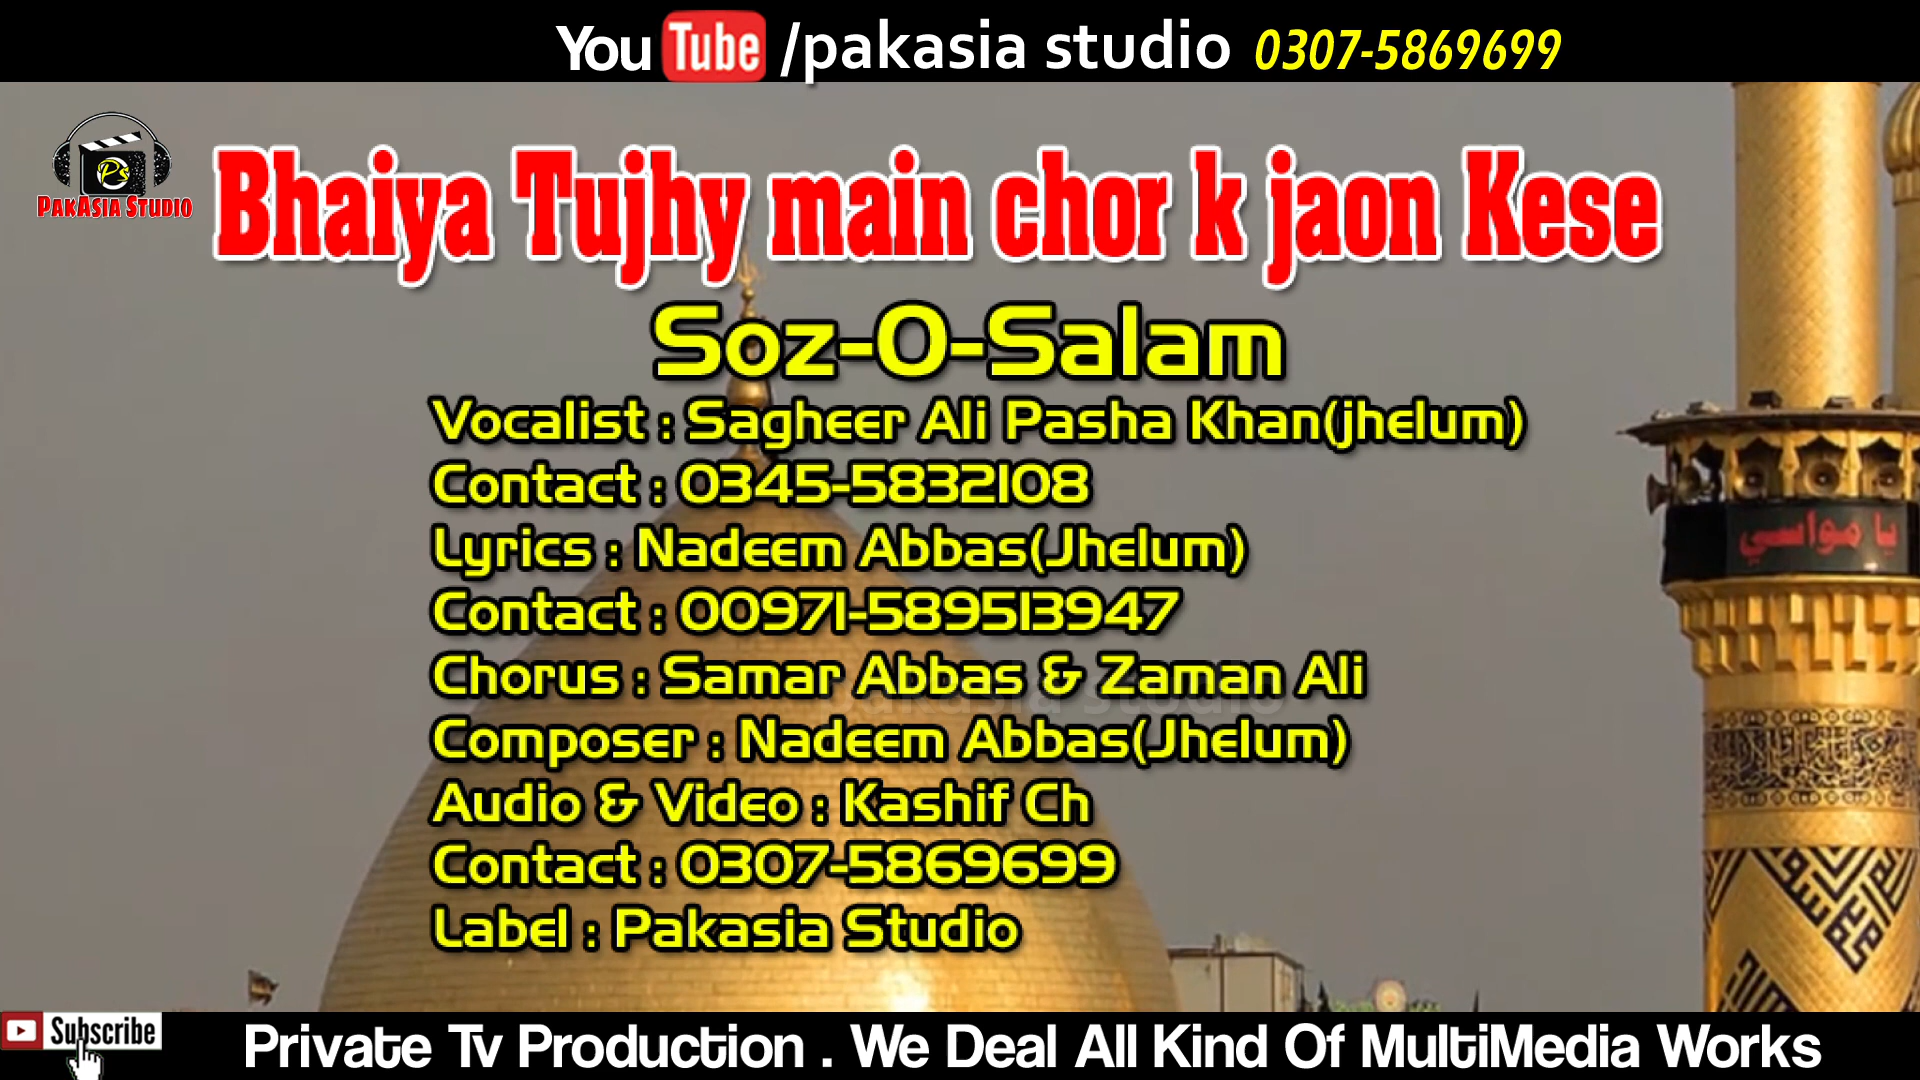 You Tube /pakasia studio 0307-5869699
PS
PAKASIA STUDIO
Bhaiya Tujhy main chor k jaon Kese
Soz-O-Salam
Vocalist : Sagheer Ali Pasha Khan(jhelum)
Contact : 0345-5832108
Lyrics : Nadeem Abbas(Jhelum)
Contact : 00971-589513947
Chorus : Samar Abbas & Zaman Ali
pakasia studio
Composer : Nadeem Abbas(Jhelum)
Audio & Video : Kashif Ch
Contact : 0307-5869699
Label : Pakasia Studio
يا مواسي
Subscribe
Private Tv Production . We Deal All Kind Of MultiMedia Works